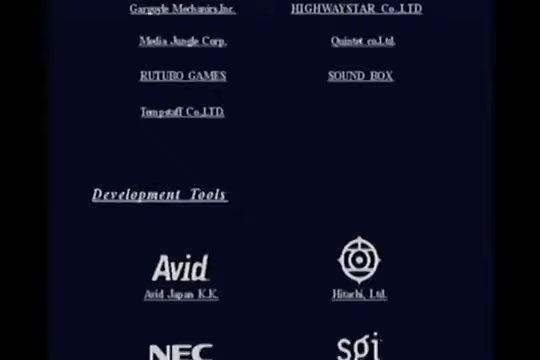 Gargoyle Mechanics,Inc. HIGHWAYSTAR Co.,LTD
Media Jungle Corp. Quintet co.Ltd.
RUTUBO GAMES SOUND BOX
Tempstaff Co.,LTD.
Development Tools
Avid
Avid Japan K.K. Hitachi, Ltd.
NEC sgi